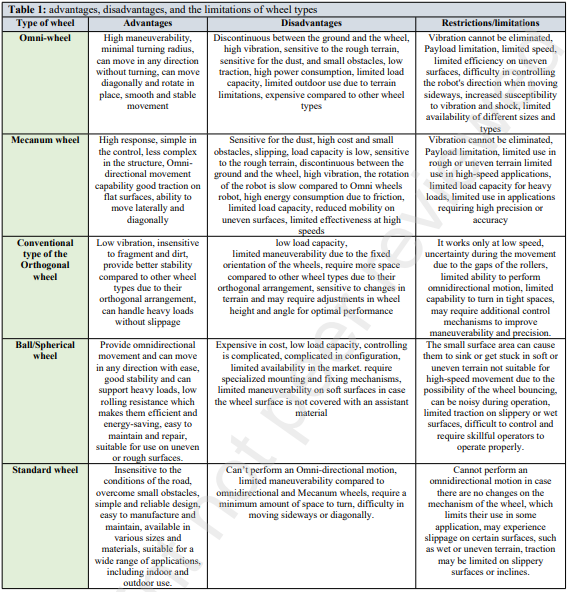 Table 1: advantages, disadvantages, and the limitations of wheel types
Type of wheel
Advantages
Disadvantages
Restrictions/limitations
Omni-wheel
High maneuverability,
minimal turning radius,
can move in any direction
without turning, can move
diagonally and rotate in
place, smooth and stable
movement
Discontinuous between the ground and the wheel,
high vibration, sensitive to the rough terrain,
sensitive for the dust, and small obstacles, low
traction, high power consumption, limited load
capacity, limited outdoor use due to terrain
limitations, expensive compared to other wheel
types
Vibration cannot be eliminated,
Payload limitation, limited speed,
limited efficiency on uneven
surfaces, difficulty in controlling
the robot's direction when moving
sideways, increased susceptibility
to vibration and shock, limited
availability of different sizes and
types
Mecanum wheel
High response, simple in
the control, less complex
in the structure, Omni-
directional movement
capability good traction on
flat surfaces, ability to
move laterally and
diagonally
Sensitive for the dust, high cost and small
obstacles, slipping, load capacity is low, sensitive
to the rough terrain, discontinuous between the
ground and the wheel, high vibration, the rotation
of the robot is slow compared to Omni wheels
robot, high energy consumption due to friction,
limited load capacity, reduced mobility on
uneven surfaces, limited effectiveness at high
speeds
Vibration cannot be eliminated,
Payload limitation, limited use in
rough or uneven terrain limited
use in high-speed applications,
limited load capacity for heavy
loads, limited use in applications
requiring high precision or
accuracy
Conventional
type of the
Orthogonal
wheel
Low vibration, insensitive
to fragment and dirt,
provide better stability
compared to other wheel
types due to their
orthogonal arrangement,
can handle heavy loads
without slippage
low load capacity,
limited maneuverability due to the fixed
orientation of the wheels, require more space
compared to other wheel types due to their
orthogonal arrangement, sensitive to changes in
terrain and may require adjustments in wheel
height and angle for optimal performance
It works only at low speed,
uncertainty during the movement
due to the gaps of the rollers,
limited ability to perform
omnidirectional motion, limited
capability to turn in tight spaces,
may require additional control
mechanisms to improve
maneuverability and precision.
Ball/Spherical
wheel
Provide omnidirectional
movement and can move
in any direction with ease,
good stability and can
support heavy loads, low
rolling resistance which
makes them efficient and
energy-saving, easy to
maintain and repair,
suitable for use on uneven
or rough surfaces.
Expensive in cost, low load capacity, controlling
is complicated, complicated in configuration,
limited availability in the market. require
specialized mounting and fixing mechanisms,
limited maneuverability on soft surfaces in case
the wheel surface is not covered with an assistant
material
The small surface area can cause
them to sink or get stuck in soft or
uneven terrain not suitable for
high-speed movement due to
the possibility of the wheel bouncing,
can be noisy during operation,
limited traction on slippery or wet
surfaces, difficult to control and
require skillful operators to
operate properly.
Standard wheel
Insensitive to the
conditions of the road,
overcome small obstacles,
simple and reliable design,
easy to manufacture and
maintain, available in
various sizes and
materials, suitable for a
wide range of applications,
including indoor and
outdoor use.
Can't perform an Omni-directional motion,
limited maneuverability compared to
omnidirectional and Mecanum wheels, require a
minimum amount of space to turn, difficulty in
moving sideways or diagonally.
Cannot perform an
omnidirectional motion in case
there are no changes on the
mechanism of the wheel, which
limits their use in some
application, may experience
slippage on certain surfaces, such
as wet or uneven terrain, traction
may be limited on slippery
surfaces or inclines.
not peer review